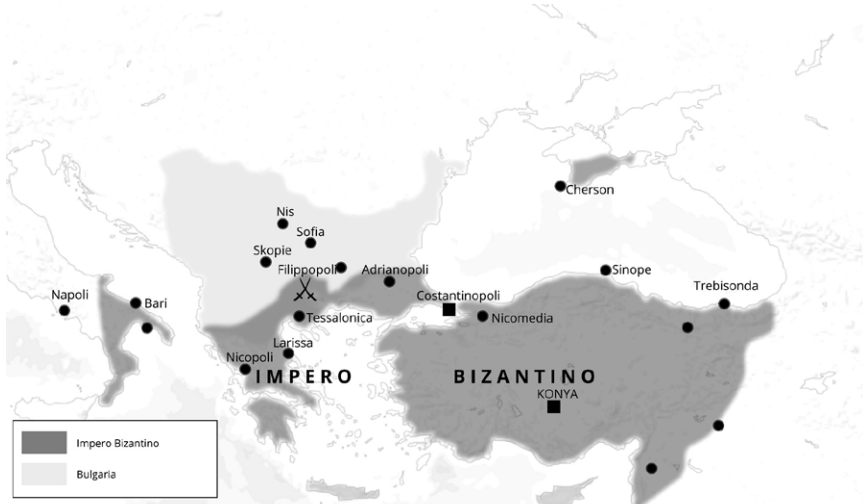 Nis
Sofia
Skopie
Filippopoli
Adrianopoli
Cherson
Sinope
Trebisonda
Napoli
Bari
Costantinopoli
Tessalonica
Nicomedia
Larissa
Nicopoli
IMPERO BIZANTINO
KONYA
Impero Bizantino
Bulgaria